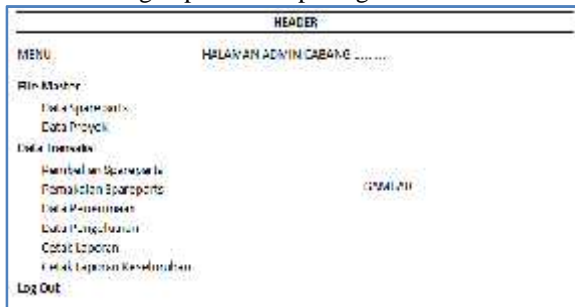 HEADER
MENU
HALAMAN ADMIN CABANG ........
File Master
Data Spareparts
Data Proyek
Data Transaksi
Pembelian Spareparts
Pemakaian Spareparts
GAMBAR
Data Penerimaan
Data Pengeluaran
Cetak Laporan
Cetak Laporan Keseluruhan
Log Out